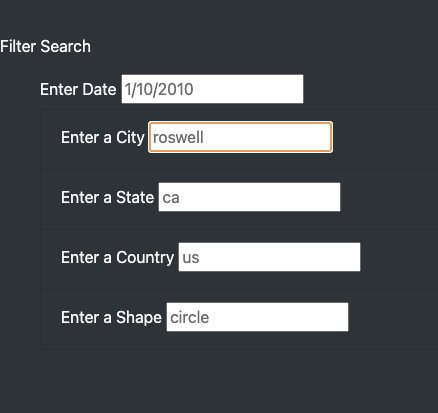 Filter Search
Enter Date 1/10/2010
Enter a City roswell
Enter a State ca
Enter a Country us
Enter a Shape circle